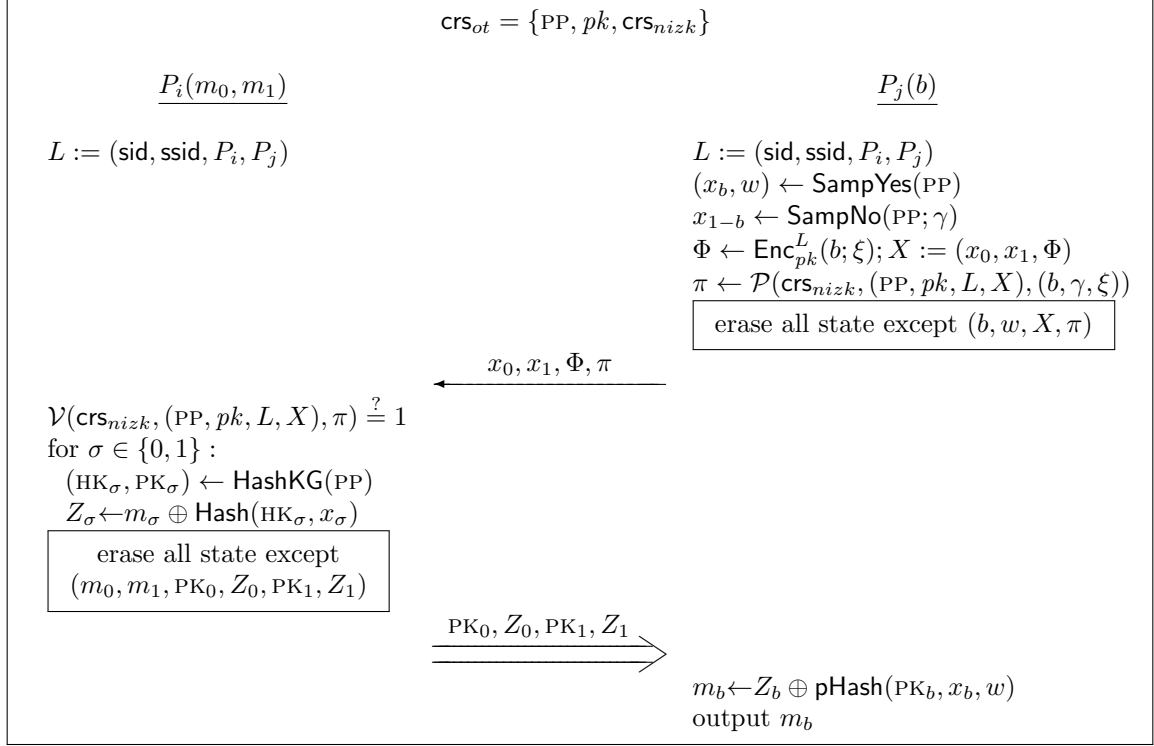 crs_{ot} = {PP, pk, crs_{nizk}}
P_i(m_0, m_1)
L := (sid, ssid, P_i, P_j)
P_j(b)
L := (sid, ssid, P_i, P_j)
(x_b, w) ← SampYes(PP)
x_{1−b} ← SampNo(PP; γ)
Φ ← Enc^L_{pk}(b; ξ); X := (x_0, x_1, Φ)
π ← 𝒫(crs_{nizk}, (PP, pk, L, X), (b, γ, ξ))
erase all state except (b, w, X, π)
x_0, x_1, Φ, π
𝒱(crs_{nizk}, (PP, pk, L, X), π) ≟ 1
for σ ∈ {0, 1} :
(HK_σ, PK_σ) ← HashKG(PP)
Z_σ←m_σ ⊕ Hash(HK_σ, x_σ)
erase all state except
(m_0, m_1, PK_0, Z_0, PK_1, Z_1)
PK_0, Z_0, PK_1, Z_1
m_b←Z_b ⊕ pHash(PK_b, x_b, w)
output m_b